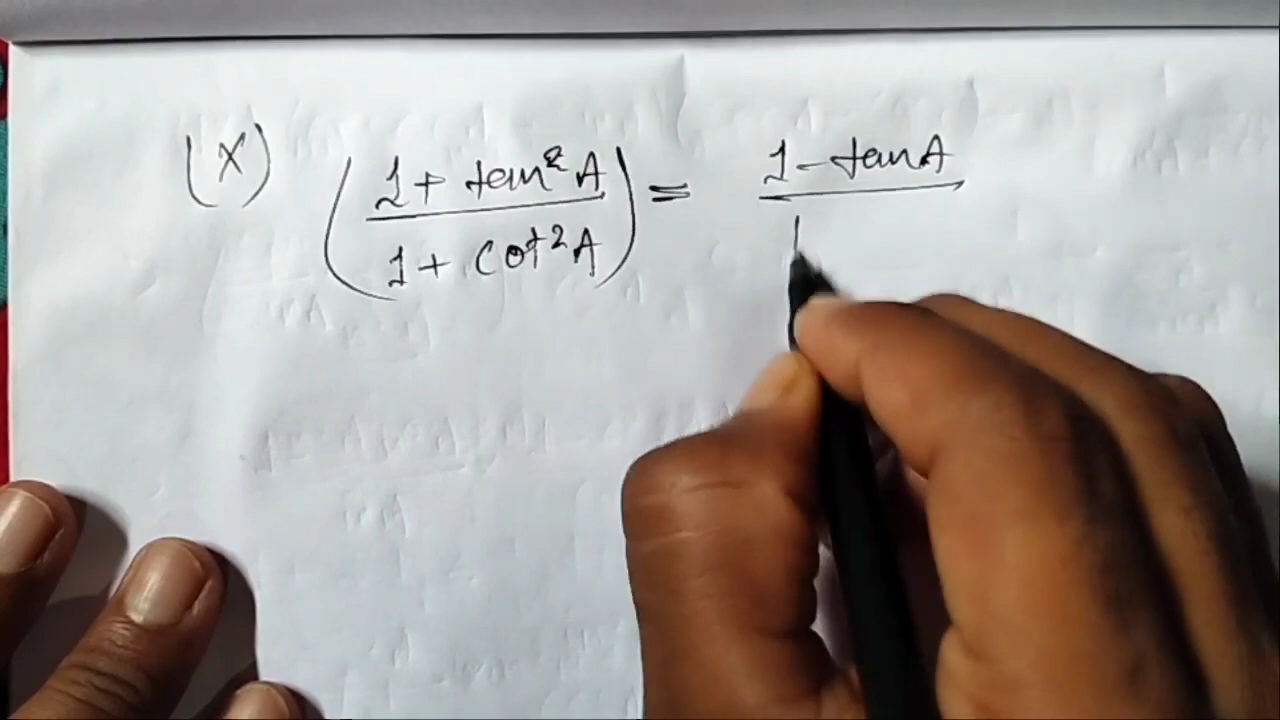 (X) (1 + tan²A / 1 + cot²A) = 1 - tanA /